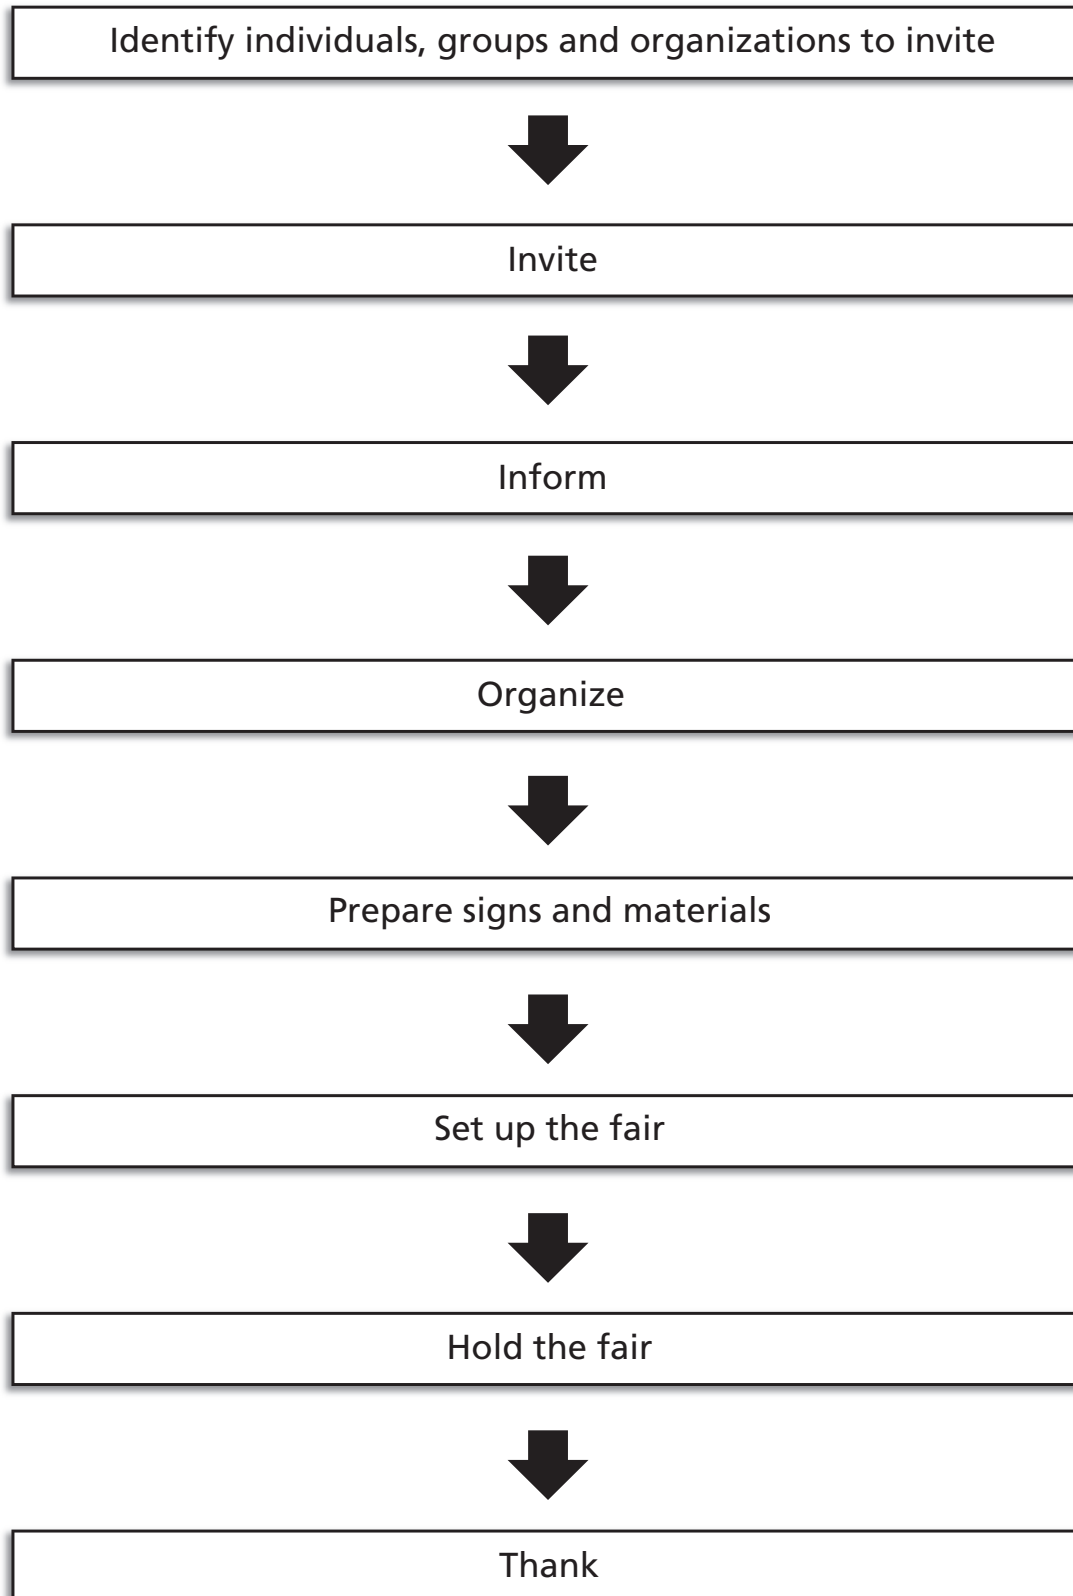 Identify individuals, groups and organizations to invite
Invite
Inform
Organize
Prepare signs and materials
Set up the fair
Hold the fair
Thank